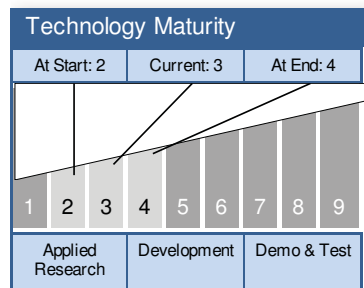 Technology Maturity
At Start: 2 Current: 3 At End: 4
1 2 3 4 5 6 7 8 9
Applied Development Demo & Test
Research